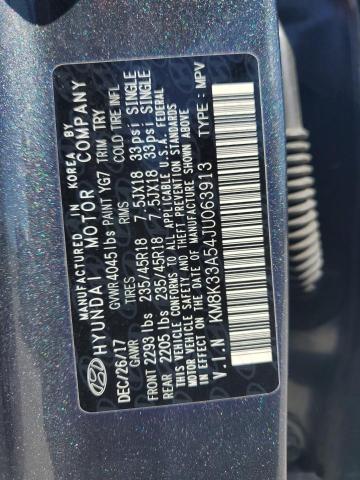 MANUFACTURED IN KOREA BY
HYUNDAI MOTOR COMPANY
DEC/26/17 GVWR 4045 lbs PAINT YG7 TRIM TRY
GAWR TIRES RIMS COLD TIRE INFL
FRONT 2293 lbs 235/45R18 7.5JX18 33psi SINGLE
REAR 2205 lbs 235/45R18 7.5JX18 33psi SINGLE
THIS VEHICLE CONFORMS TO ALL APPLICABLE U.S.A. FEDERAL
MOTOR VEHICLE SAFETY AND THEFT PREVENTION STANDARDS
IN EFFECT ON THE DATE OF MANUFACTURE SHOWN ABOVE.
V.I.N KM8K33A54JU063913 TYPE: MPV